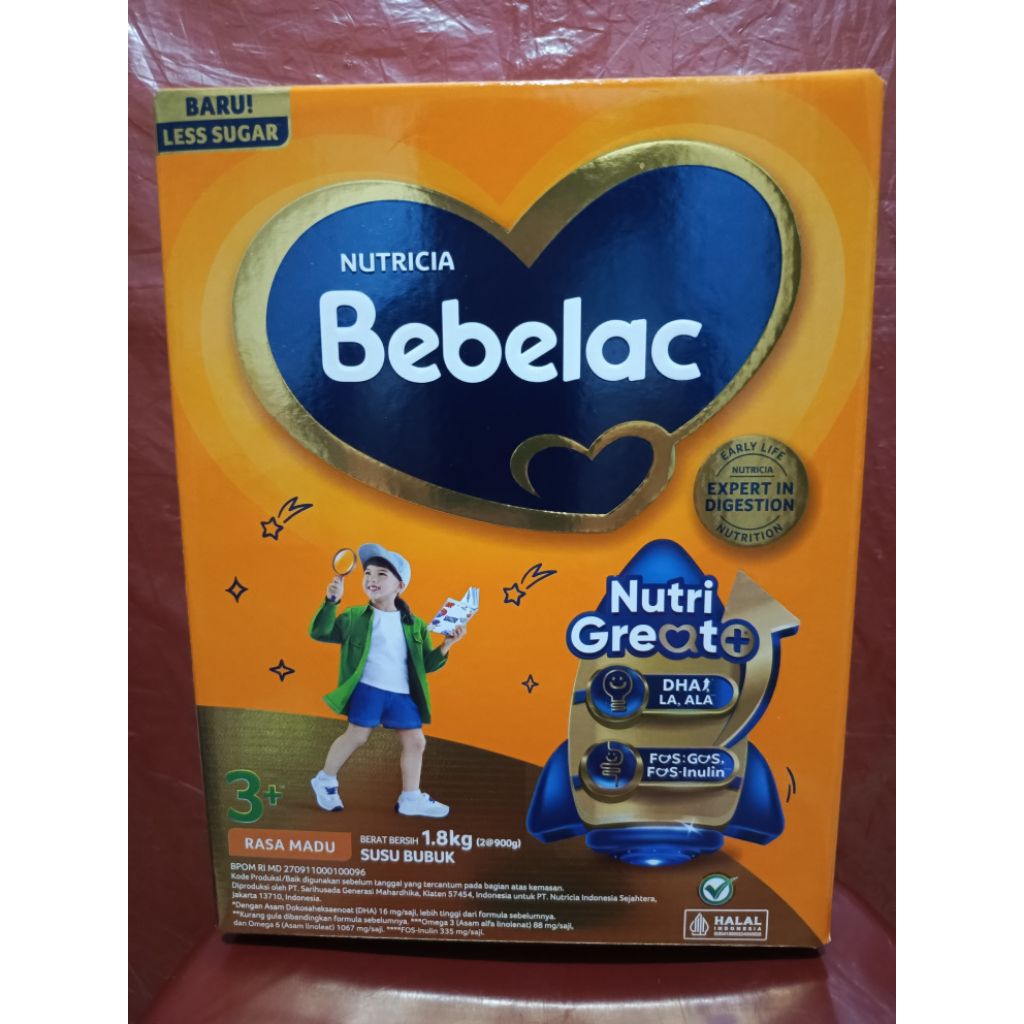 BARU!
LESS SUGAR
NUTRICIA
Bebelac
EARLY LIFE
NUTRICIA
EXPERT IN
DIGESTION
NUTRITION
Nutri
Great+
DHA
LA, ALA
FOS:GOS,
FOS-Inulin
3+
RASA MADU
BERAT BERSIH 1.8kg (2@900g)
SUSU BUBUK
BPOM RI MD 270911000100096
Kode Produksi/Baik digunakan sebelum tanggal yang tercantum pada bagian atas kemasan.
Diproduksi oleh PT. Sarihusada Generasi Mahardhika, Klaten 57454, Indonesia untuk PT. Nutricia Indonesia Sejahtera,
Jakarta 13710, Indonesia.
*Dengan Asam Dokosaheksaenoat (DHA) 16 mg/saji, lebih tinggi dari formula sebelumnya.
**Kurang gula dibandingkan formula sebelumnya, ***Omega 3 (Asam alfa linolenat) 88 mg/saji,
dan Omega 6 (Asam linoleat) 1067 mg/saji. ****FOS-Inulin 335 mg/saji.
HALAL
INDONESIA